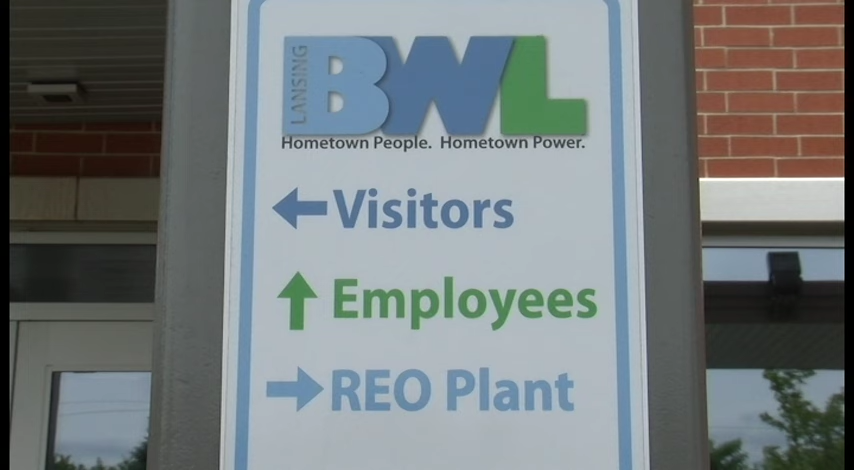 LANSING
BWL
Hometown People. Hometown Power.
Visitors
Employees
REO Plant